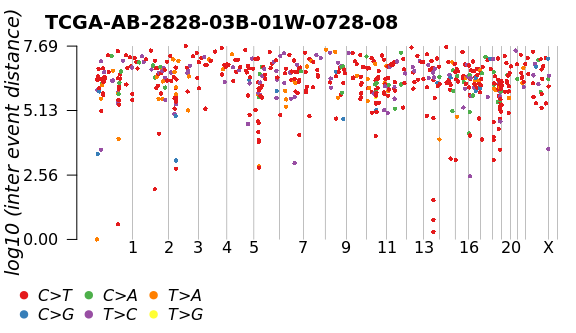 TCGA-AB-2828-03B-01W-0728-08
log10 (inter event distance)
7.69
5.13
2.56
0.00
1 2 3 4 5 7 9 11 13 16 20 X
C>T C>A T>A
C>G T>C T>G